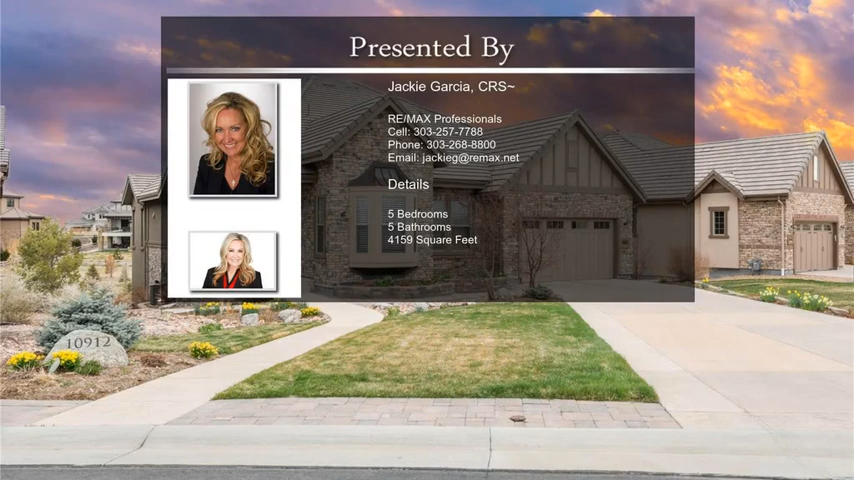 Presented By
Jackie Garcia, CRS~
RE/MAX Professionals
Cell: 303-257-7788
Phone: 303-268-8800
Email: jackieg@remax.net
Details
5 Bedrooms
5 Bathrooms
4159 Square Feet
10912